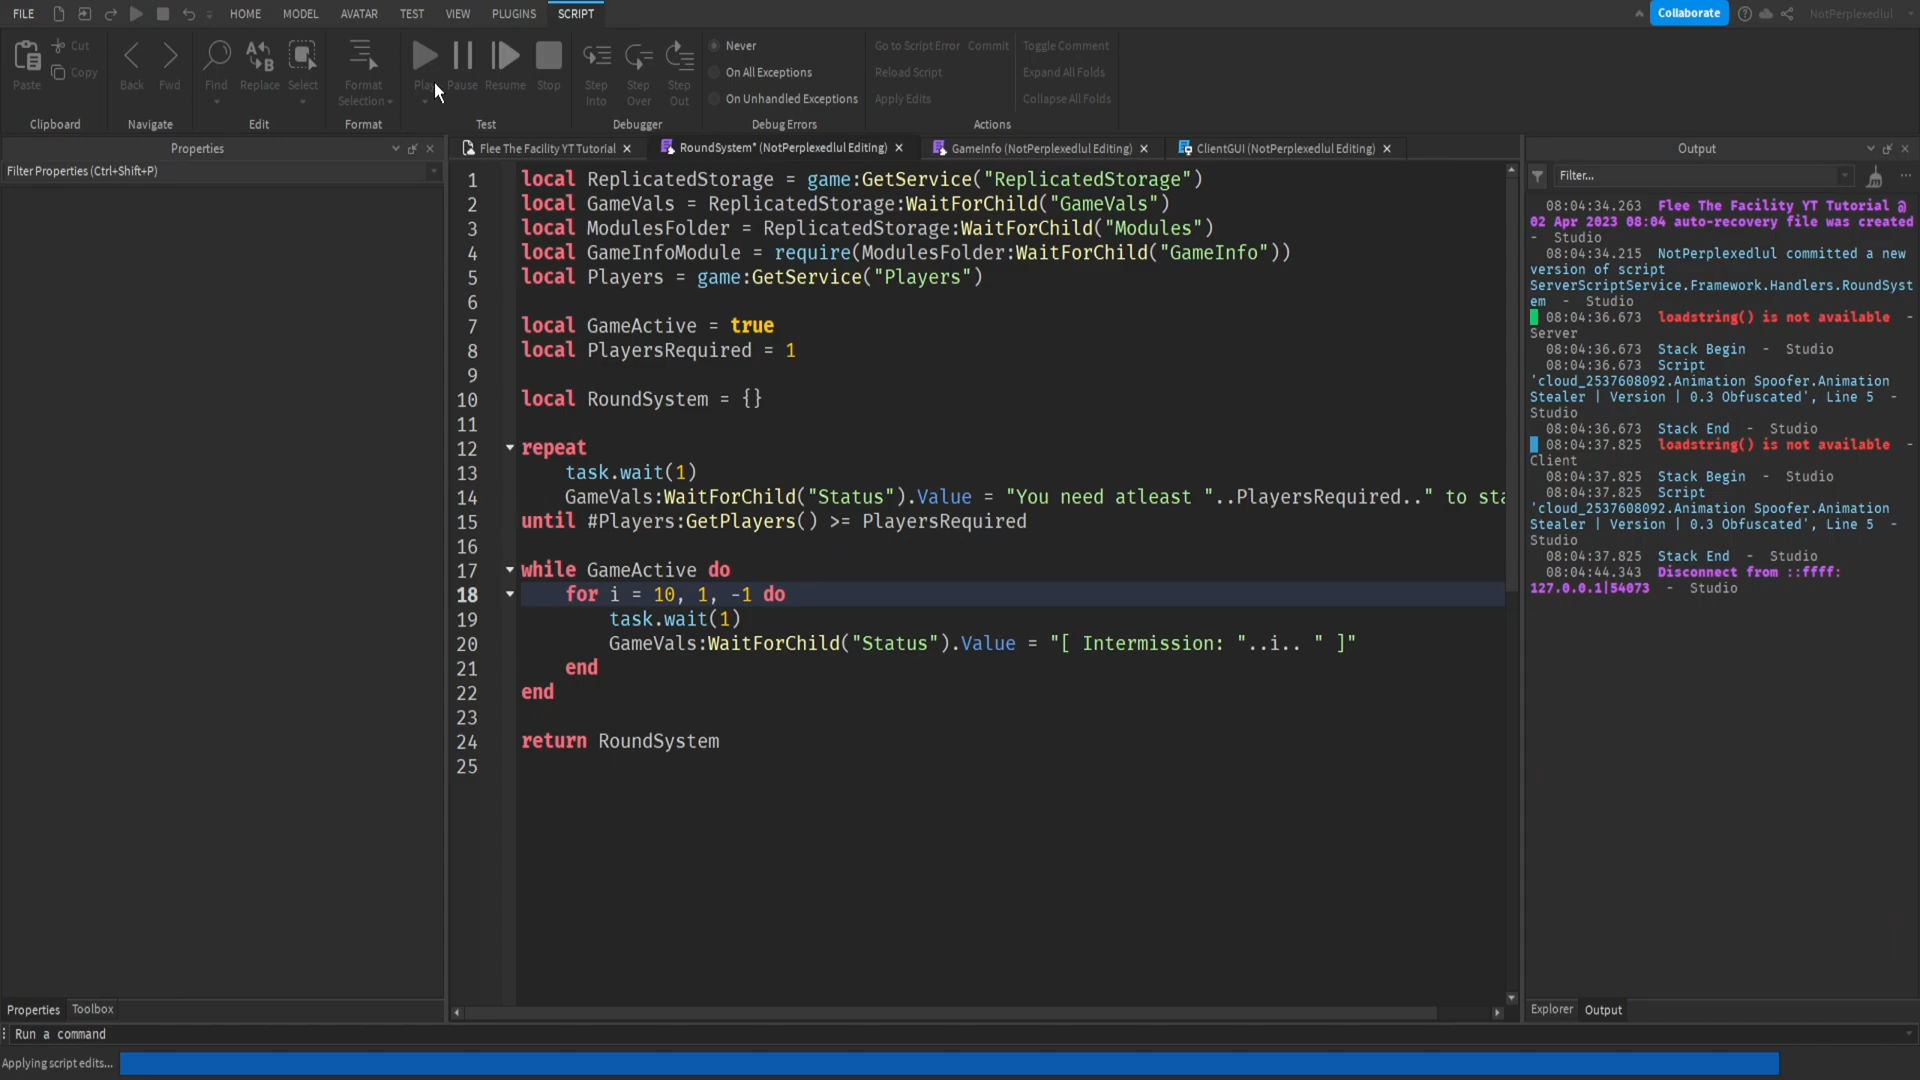 FILE HOME MODEL AVATAR TEST VIEW PLUGINS SCRIPT Collaborate NotPerplexedlul
Paste Cut Copy
Clipboard
Back Fwd
Navigate
Find Replace Select
Edit
Format Selection
Format
Play Pause Resume Stop
Test
Step Into Step Over Step Out
Debugger
Never
On All Exceptions
On Unhandled Exceptions
Debug Errors
Go to Script Error Commit
Reload Script
Apply Edits
Actions
Toggle Comment
Expand All Folds
Collapse All Folds
Properties
Filter Properties (Ctrl+Shift+P)
Flee The Facility YT Tutorial × RoundSystem* (NotPerplexedlul Editing) × GameInfo (NotPerplexedlul Editing) × ClientGUI (NotPerplexedlul Editing) ×
1 local ReplicatedStorage = game:GetService("ReplicatedStorage")
2 local GameVals = ReplicatedStorage:WaitForChild("GameVals")
3 local ModulesFolder = ReplicatedStorage:WaitForChild("Modules")
4 local GameInfoModule = require(ModulesFolder:WaitForChild("GameInfo"))
5 local Players = game:GetService("Players")
6
7 local GameActive = true
8 local PlayersRequired = 1
9
10 local RoundSystem = {}
11
12 repeat
13 task.wait(1)
14 GameVals:WaitForChild("Status").Value = "You need atleast "..PlayersRequired.." to sta
15 until #Players:GetPlayers() >= PlayersRequired
16
17 while GameActive do
18 for i = 10, 1, -1 do
19 task.wait(1)
20 GameVals:WaitForChild("Status").Value = "[ Intermission: "..i.. " ]"
21 end
22 end
23
24 return RoundSystem
25
Output
Filter...
08:04:34.263 Flee The Facility YT Tutorial @
02 Apr 2023 08:04 auto-recovery file was created
- Studio
08:04:34.215 NotPerplexedlul committed a new
version of script
ServerScriptService.Framework.Handlers.RoundSyst
em - Studio
08:04:36.673 loadstring() is not available -
Server
08:04:36.673 Stack Begin - Studio
08:04:36.673 Script
'cloud_2537608092.Animation Spoofer.Animation
Stealer | Version | 0.3 Obfuscated', Line 5 -
Studio
08:04:36.673 Stack End - Studio
08:04:37.825 loadstring() is not available -
Client
08:04:37.825 Stack Begin - Studio
08:04:37.825 Script
'cloud_2537608092.Animation Spoofer.Animation
Stealer | Version | 0.3 Obfuscated', Line 5 -
Studio
08:04:37.825 Stack End - Studio
08:04:44.343 Disconnect from ::ffff:
127.0.0.1|54073 - Studio
Properties Toolbox
Explorer Output
Run a command
Applying script edits...